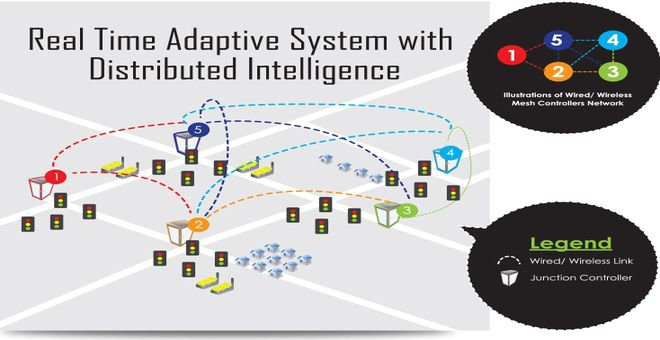 Real Time Adaptive System with
Distributed Intelligence
1
5
4
2
3
Illustrations of Wired/ Wireless
Mesh Controllers Network
5
4
1
3
2
Legend
Wired/ Wireless Link
Junction Controller